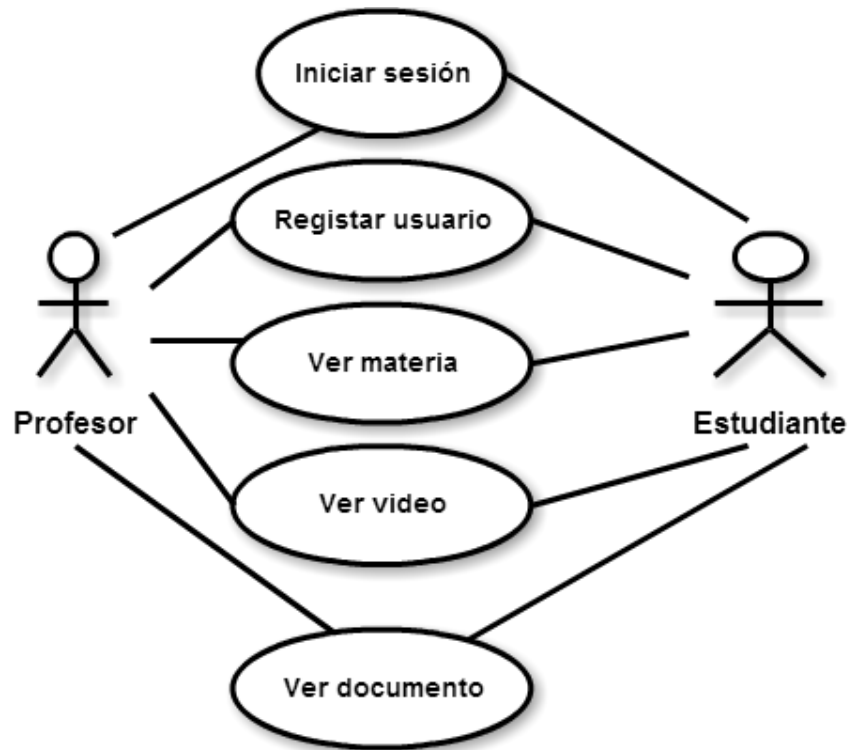 Iniciar sesión
Registar usuario
Ver materia
Profesor
Estudiante
Ver video
Ver documento